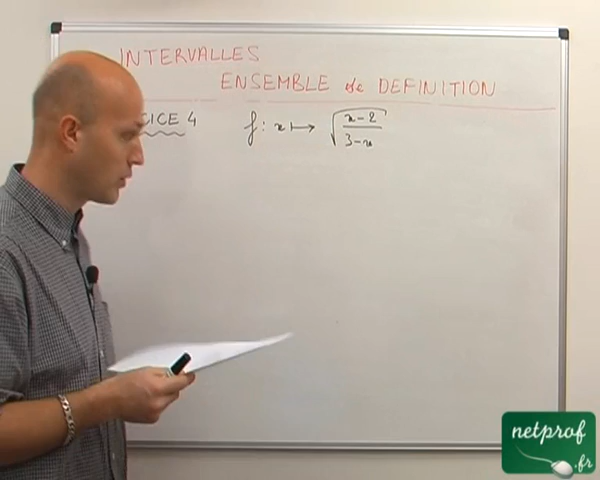 INTERVALLES
ENSEMBLE de DEFINITION
CICE 4 f : x ⟼ √((x-2)/(3-x))
netprof
.fr